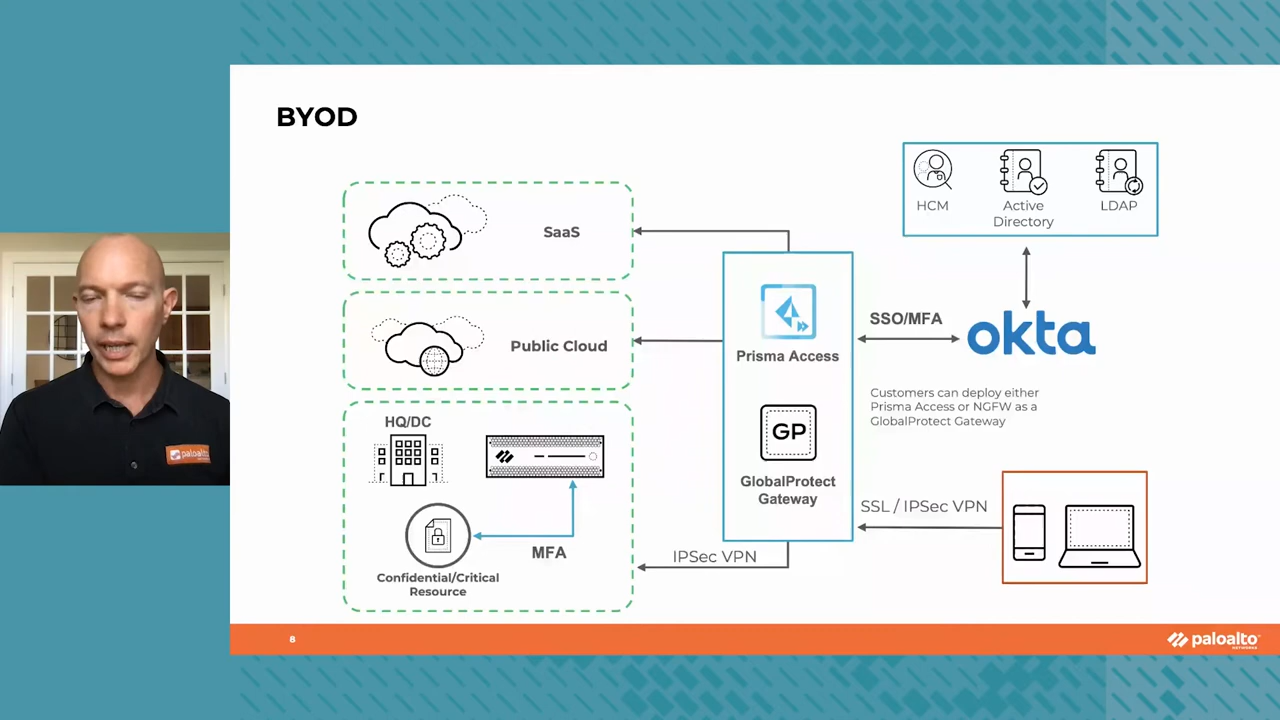 BYOD
SaaS
Public Cloud
HQ/DC
MFA
Confidential/Critical
Resource
Prisma Access
GP
GlobalProtect
Gateway
IPSec VPN
HCM
Active
Directory
LDAP
SSO/MFA
okta
Customers can deploy either
Prisma Access or NGFW as a
GlobalProtect Gateway
SSL / IPSec VPN
paloalto
8
paloalto
NETWORKS